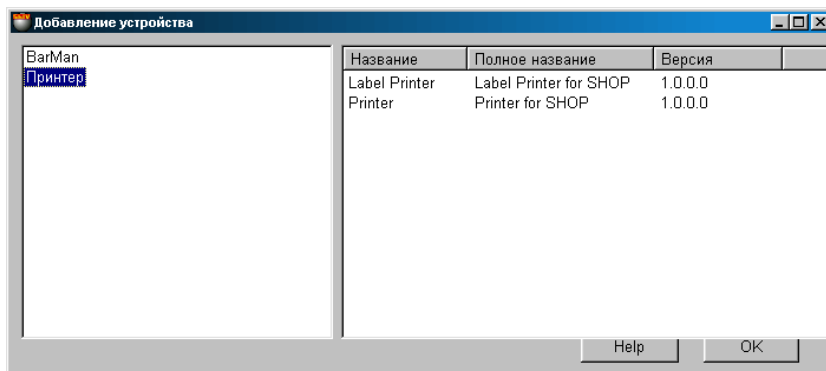 Добавление устройства
BarMan
Принтер
Название Полное название Версия
Label Printer Label Printer for SHOP 1.0.0.0
Printer Printer for SHOP 1.0.0.0
Help OK